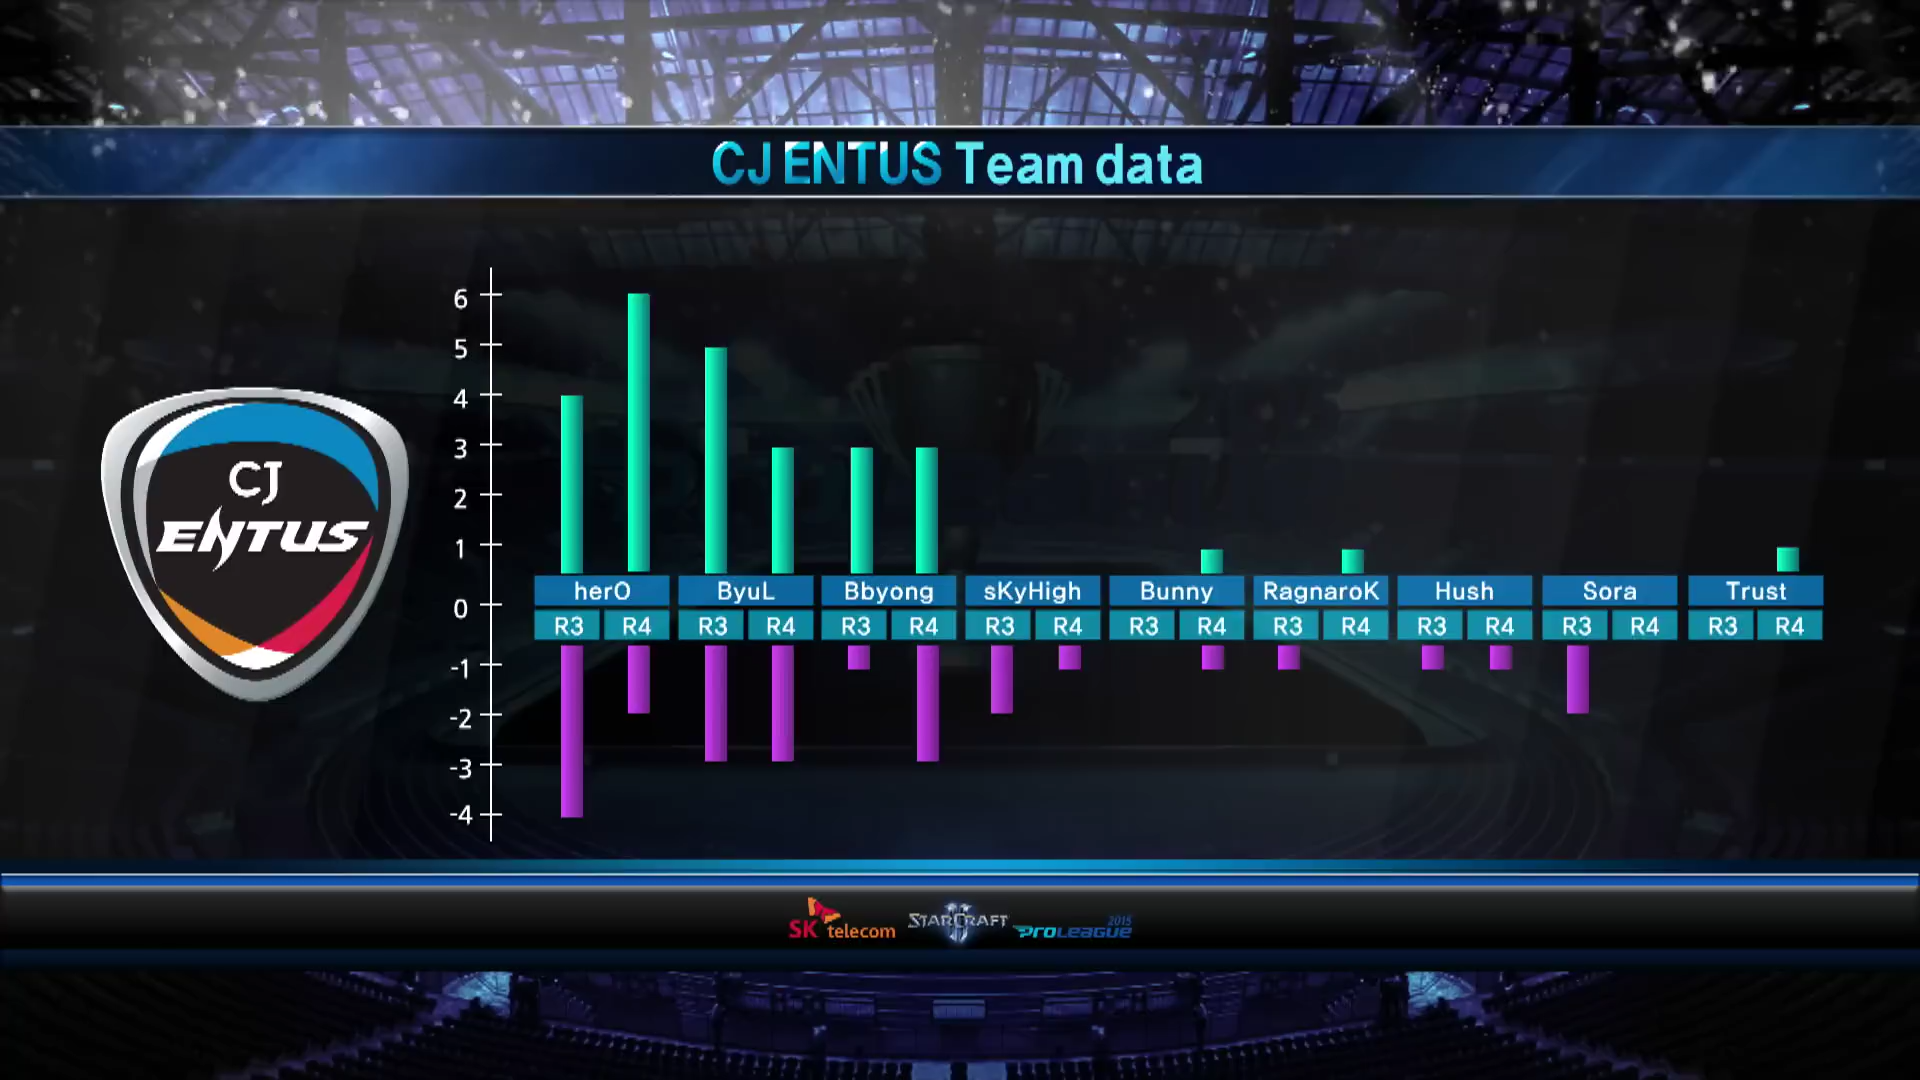 CJ ENTUS Team data
6
5
4
3
2
1
0
-1
-2
-3
-4
CJ
ENTUS
herO ByuL Bbyong sKyHigh Bunny RagnaroK Hush Sora Trust
R3 R4 R3 R4 R3 R4 R3 R4 R3 R4 R3 R4 R3 R4 R3 R4 R3 R4
SK telecom STARCRAFT II PROLEAGUE 2015